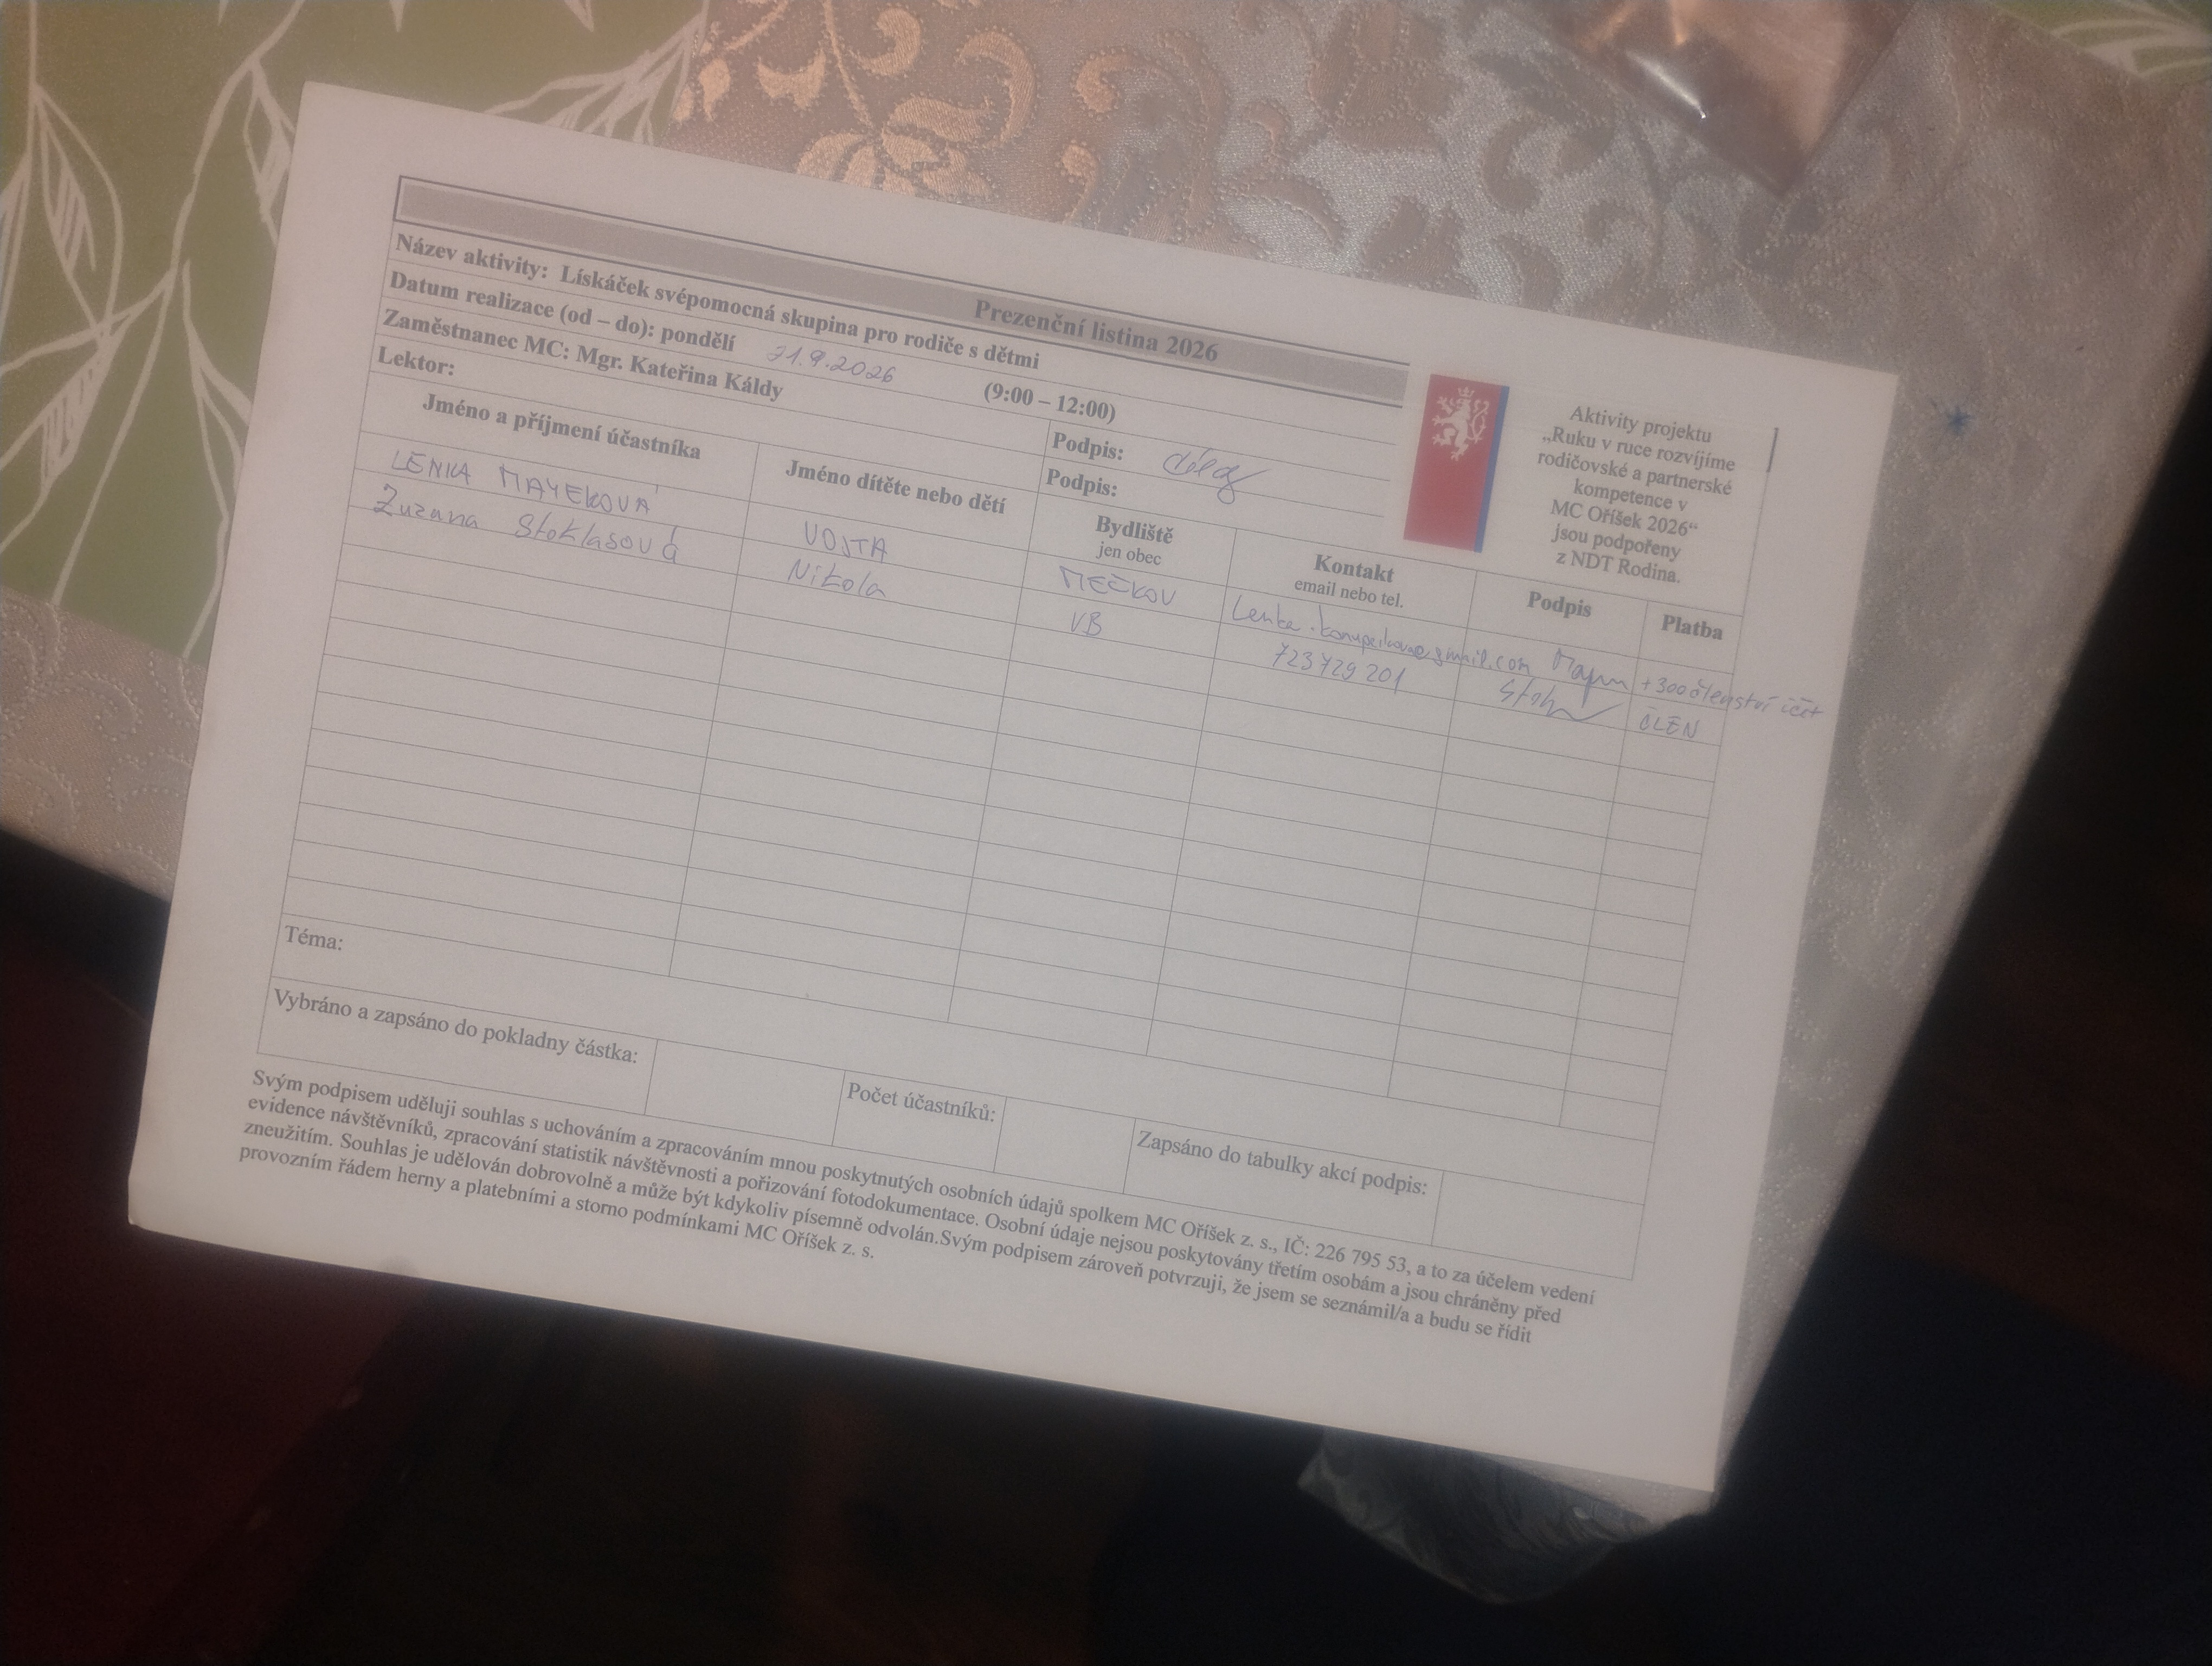 Prezenční listina 2026
Název aktivity: Lískáček svépomocná skupina pro rodiče s dětmi
Datum realizace (od – do): pondělí 21.9.2026 (9:00 – 12:00)
Zaměstnanec MC: Mgr. Kateřina Káldy Podpis:
Lektor: Podpis:
Aktivity projektu
„Ruku v ruce rozvíjíme
rodičovské a partnerské
kompetence v
MC Oříšek 2026“
jsou podpořeny
z NDT Rodina.
Jméno a příjmení účastníka Jméno dítěte nebo dětí Bydliště Kontakt Podpis Platba
jen obec email nebo tel.
LENKA VOJTA MEČKOV +300 členství účet
Zuzana Stoklasová Nikola VB 723 729 201 ČLEN
Téma:
Vybráno a zapsáno do pokladny částka: Počet účastníků: Zapsáno do tabulky akcí podpis:
Svým podpisem uděluji souhlas s uchováním a zpracováním mnou poskytnutých osobních údajů spolkem MC Oříšek z. s., IČ: 226 795 53, a to za účelem vedení
evidence návštěvníků, zpracování statistik návštěvnosti a pořizování fotodokumentace. Osobní údaje nejsou poskytovány třetím osobám a jsou chráněny před
zneužitím. Souhlas je udělován dobrovolně a může být kdykoliv písemně odvolán.Svým podpisem zároveň potvrzuji, že jsem se seznámil/a a budu se řídit
provozním řádem herny a platebními a storno podmínkami MC Oříšek z. s.